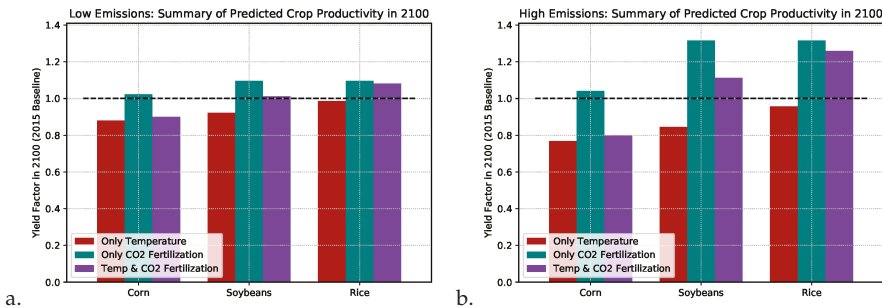 Low Emissions: Summary of Predicted Crop Productivity in 2100
1.4
1.2
1.0
0.8
0.6
0.4
0.2
0.0
Yield Factor in 2100 (2015 Baseline)
Only Temperature
Only CO2 Fertilization
Temp & CO2 Fertilization
Corn
Soybeans
Rice
a.
High Emissions: Summary of Predicted Crop Productivity in 2100
1.4
1.2
1.0
0.8
0.6
0.4
0.2
0.0
Yield Factor in 2100 (2015 Baseline)
Only Temperature
Only CO2 Fertilization
Temp & CO2 Fertilization
Corn
Soybeans
Rice
b.